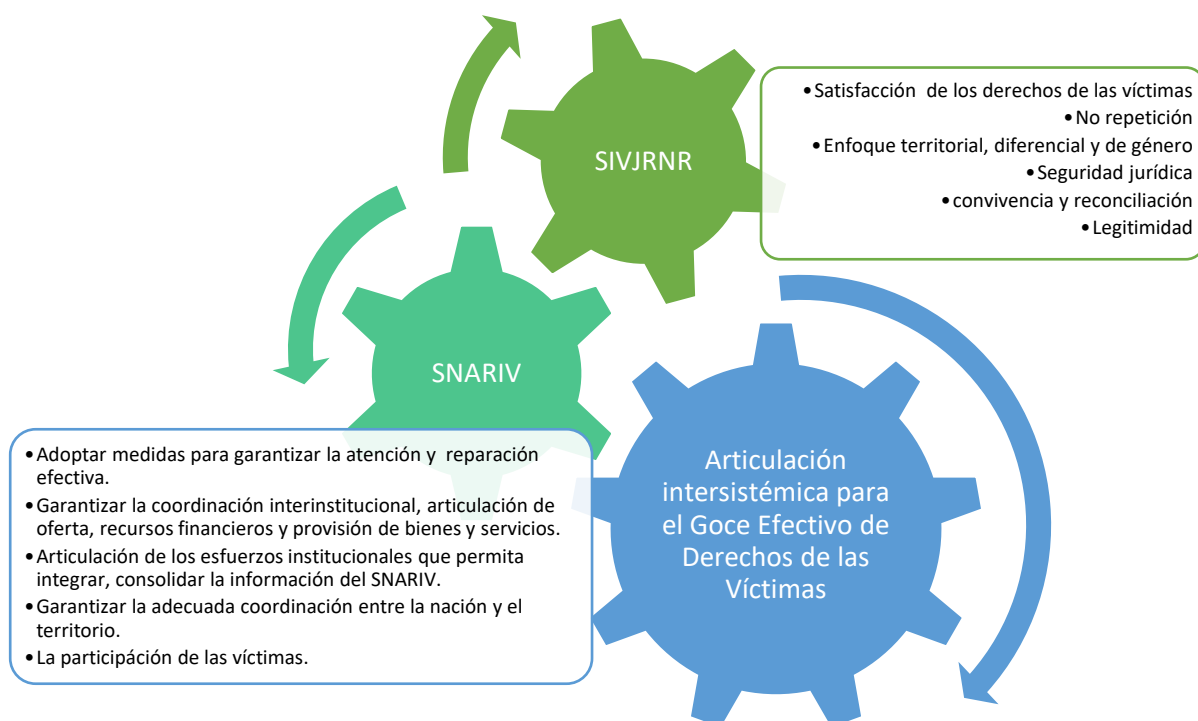 SIVJRNR
•Satisfacción  de los derechos de las víctimas
•No repetición
•Enfoque territorial, diferencial y de género
•Seguridad jurídica
•convivencia y reconciliación
•Legitimidad
SNARIV
•Adoptar medidas para garantizar la atención y  reparación
efectiva.
•Garantizar la coordinación interinstitucional, articulación de
oferta, recursos financieros y provisión de bienes y servicios.
•Articulación de los esfuerzos institucionales que permita
integrar, consolidar la información del SNARIV.
•Garantizar la adecuada coordinación entre la nación y el
territorio.
•La participáción de las víctimas.
Articulación
intersistémica para
el Goce Efectivo de
Derechos de las
Víctimas